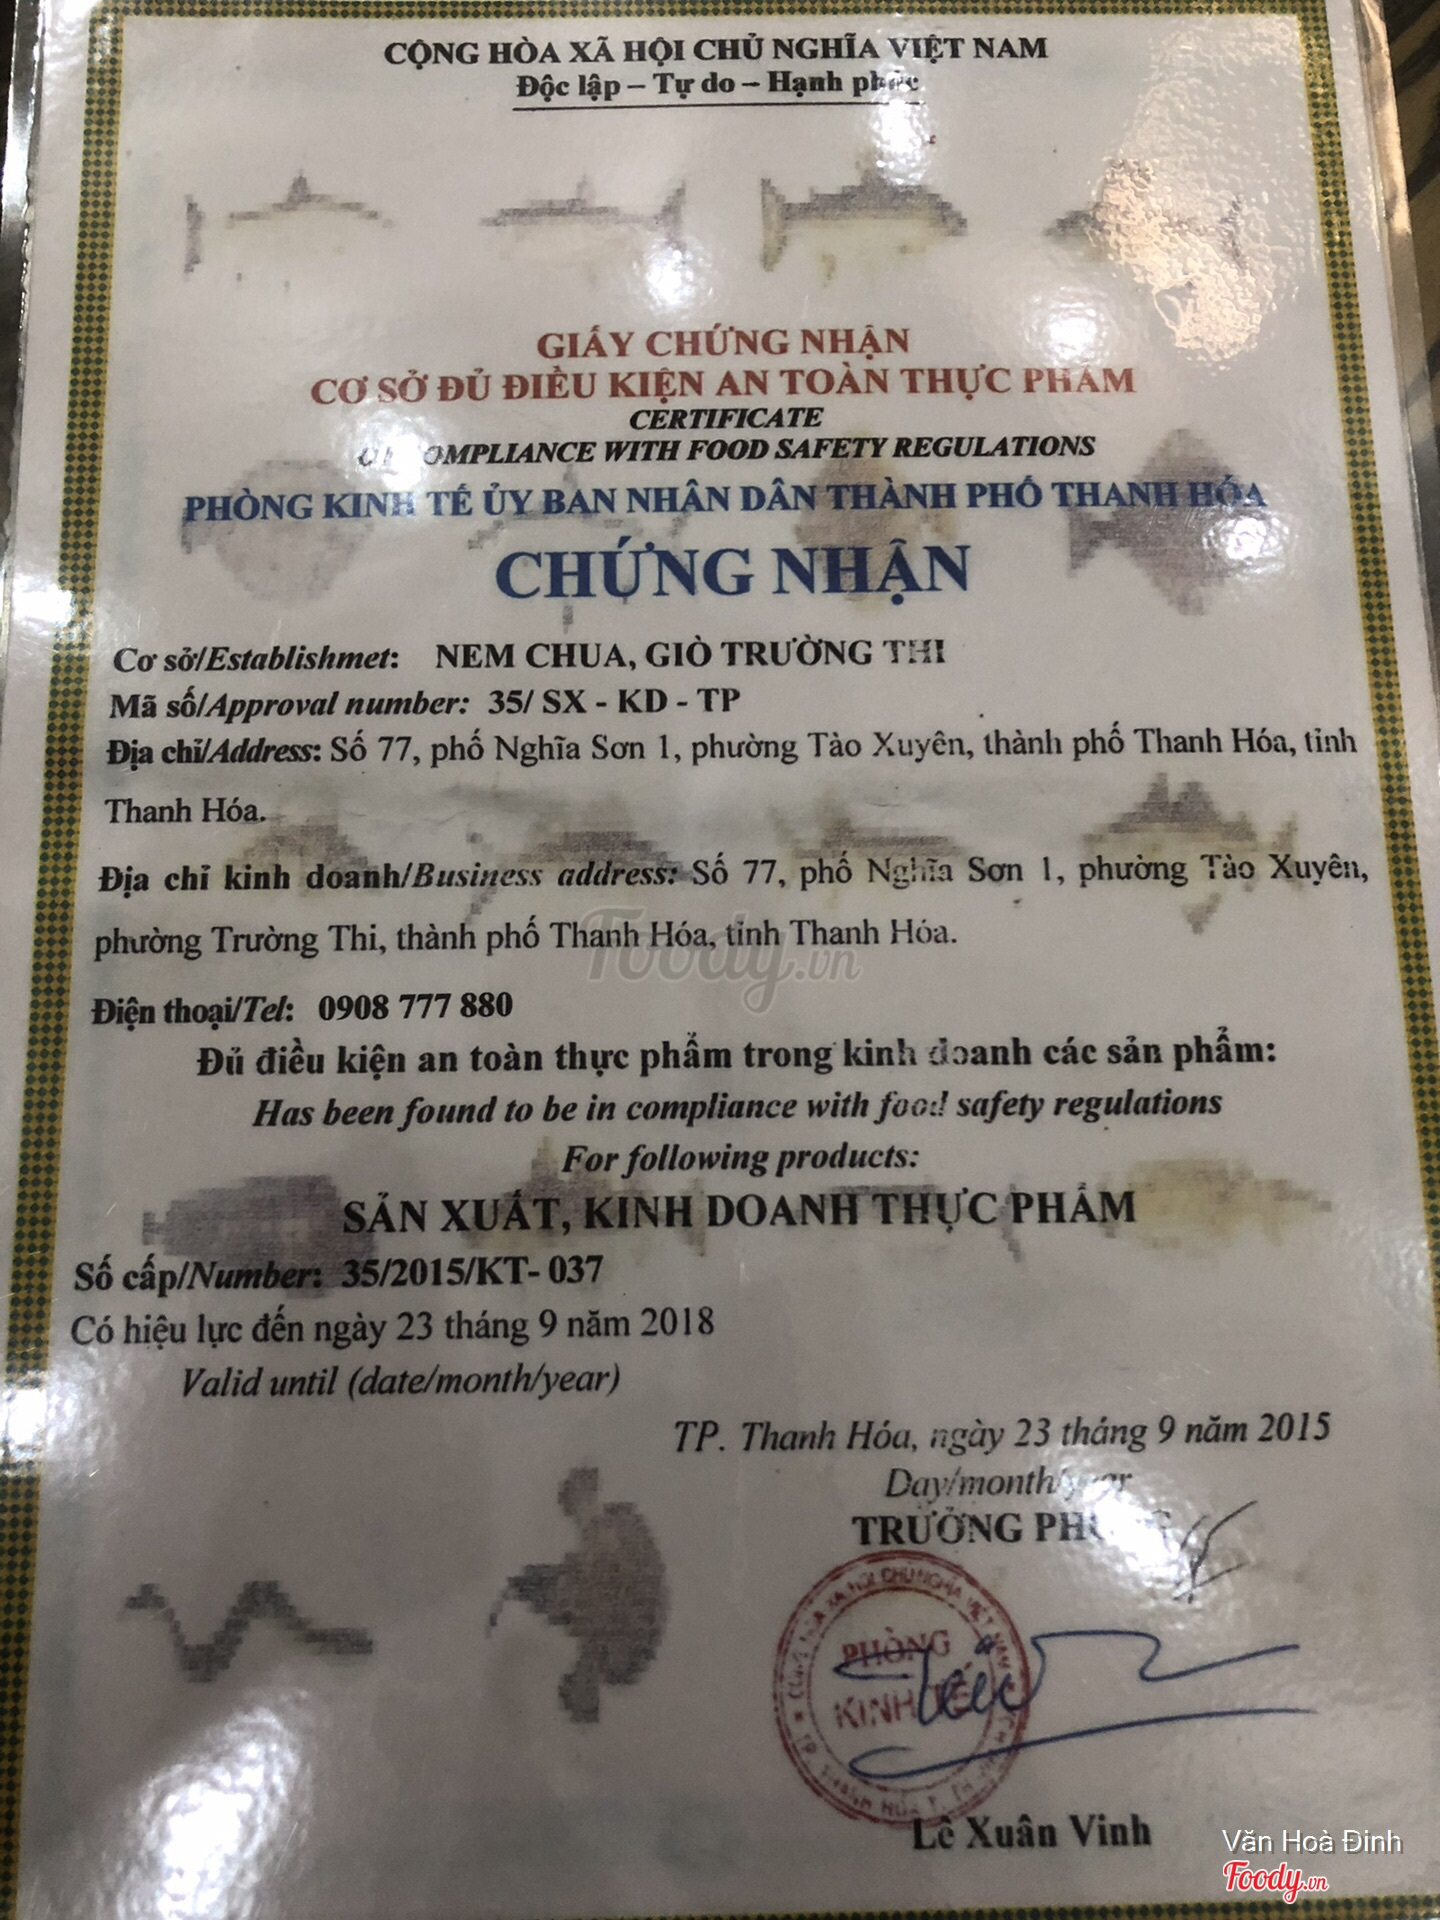 CỘNG HÒA XÃ HỘI CHỦ NGHĨA VIỆT NAM
Độc lập – Tự do – Hạnh phúc
GIẤY CHỨNG NHẬN
CƠ SỞ ĐỦ ĐIỀU KIỆN AN TOÀN THỰC PHẨM
CERTIFICATE
OF COMPLIANCE WITH FOOD SAFETY REGULATIONS
PHÒNG KINH TẾ ỦY BAN NHÂN DÂN THÀNH PHỐ THANH HÓA
CHỨNG NHẬN
Cơ sở/Establishmet: NEM CHUA, GIÒ TRƯỜNG THI
Mã số/Approval number: 35/ SX - KD - TP
Địa chỉ/Address: Số 77, phố Nghĩa Sơn 1, phường Tào Xuyên, thành phố Thanh Hóa, tỉnh
Thanh Hóa.
Địa chỉ kinh doanh/Business address: Số 77, phố Nghĩa Sơn 1, phường Tào Xuyên,
phường Trường Thi, thành phố Thanh Hóa, tỉnh Thanh Hóa.
Foody.vn
Điện thoại/Tel: 0908 777 880
Đủ điều kiện an toàn thực phẩm trong kinh doanh các sản phẩm:
Has been found to be in compliance with food safety regulations
For following products:
SẢN XUẤT, KINH DOANH THỰC PHẨM
Số cấp/Number: 35/2015/KT- 037
Có hiệu lực đến ngày 23 tháng 9 năm 2018
Valid until (date/month/year)
TP. Thanh Hóa, ngày 23 tháng 9 năm 2015
Day/month/year
TRƯỞNG PHÒNG
PHÒNG
KINH TẾ
Lê Xuân Vinh
Văn Hoà Đinh
Foody.vn